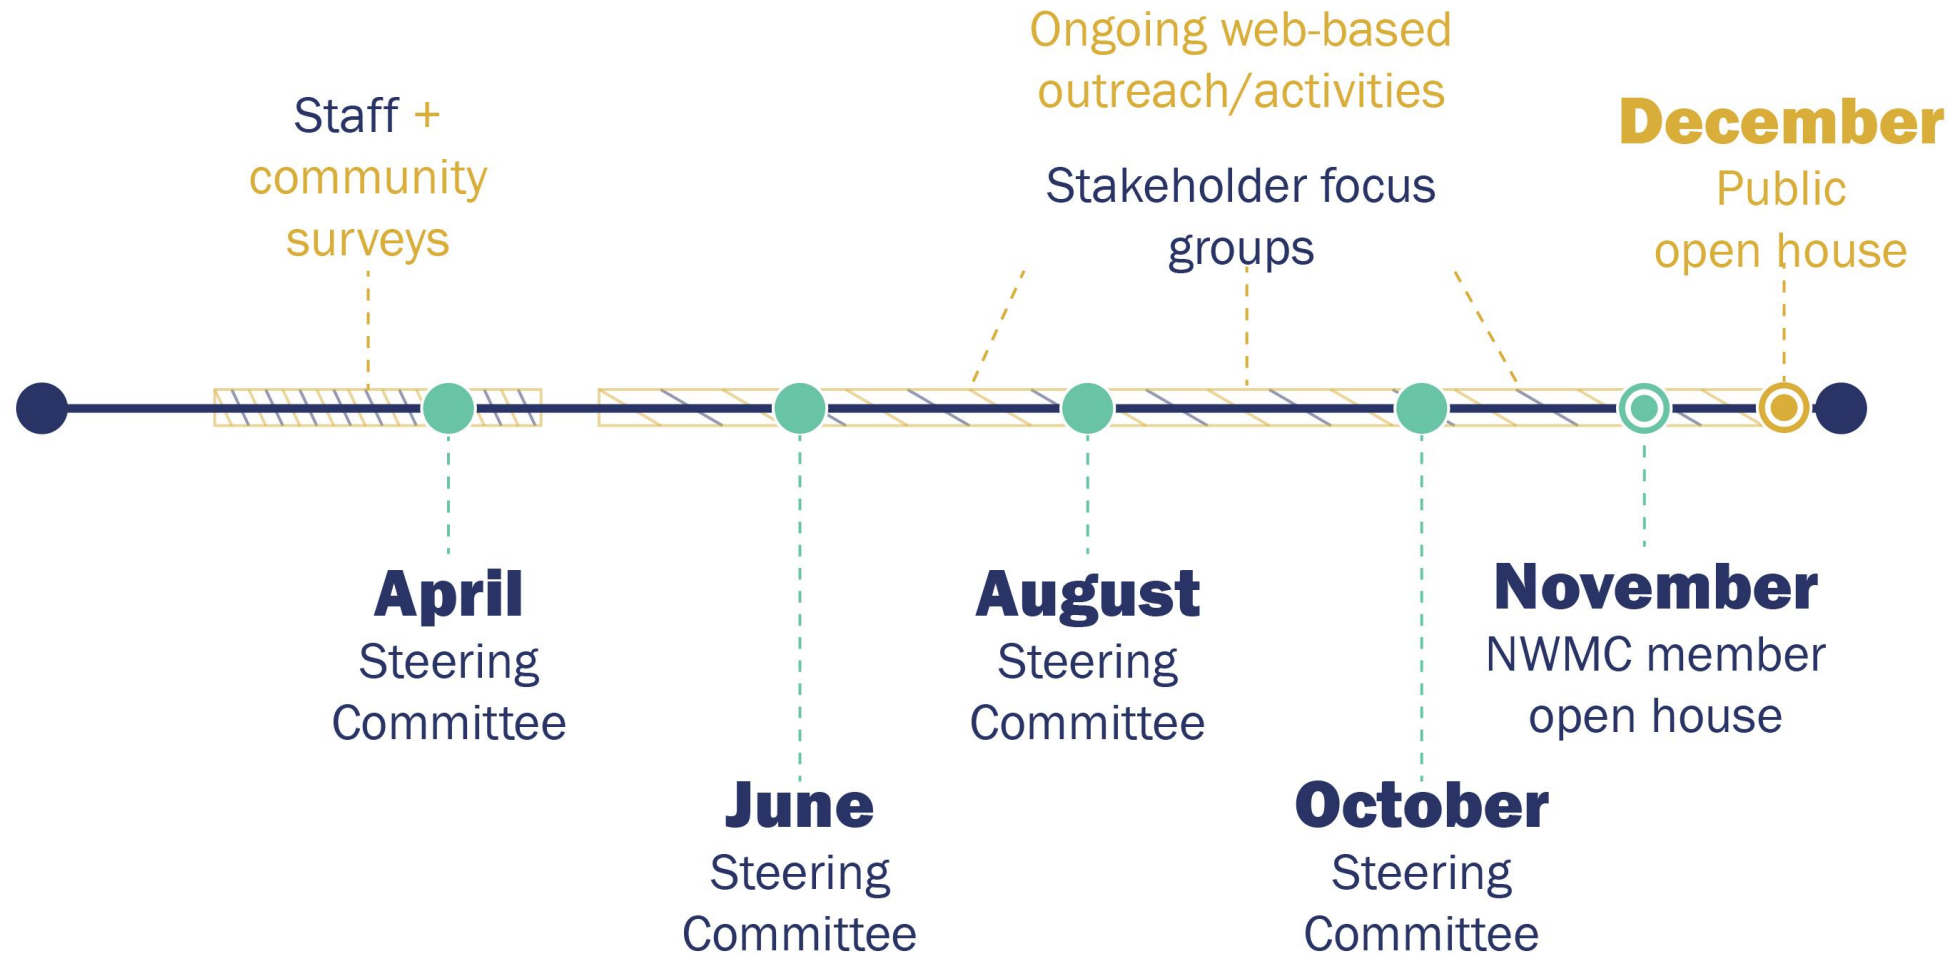 Staff +
community
surveys
Ongoing web-based
outreach/activities
Stakeholder focus
groups
December
Public
open house
April
Steering
Committee
June
Steering
Committee
August
Steering
Committee
October
Steering
Committee
November
NWMC member
open house